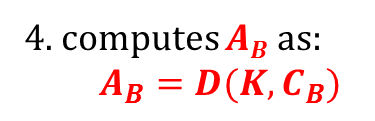 4. computes A_B as:
A_B = D(K, C_B)